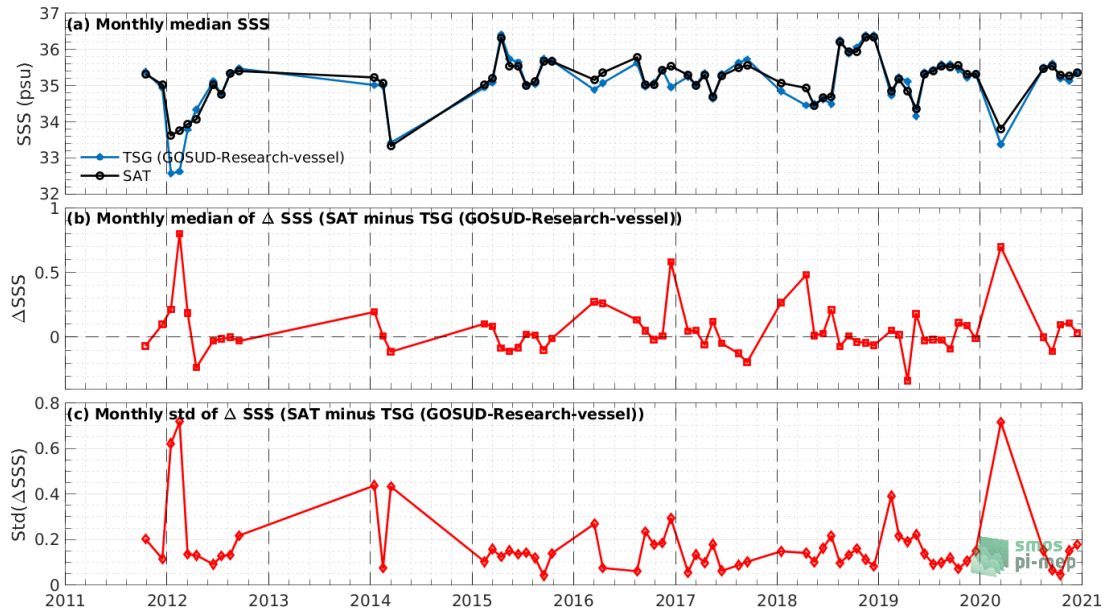 (a) Monthly median SSS
37
36
35
34
33
32
SSS (psu)
TSG (GOSUD-Research-vessel)
SAT
(b) Monthly median of Δ SSS (SAT minus TSG (GOSUD-Research-vessel))
1
0.5
0
ΔSSS
(c) Monthly std of Δ SSS (SAT minus TSG (GOSUD-Research-vessel))
0.8
0.6
0.4
0.2
0
Std(ΔSSS)
smos
pi-mep
2011 2012 2013 2014 2015 2016 2017 2018 2019 2020 2021